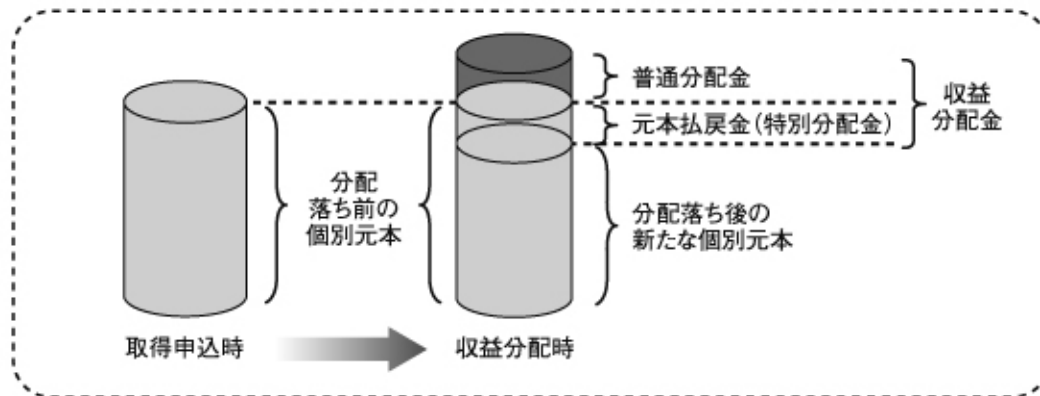 普通分配金
元本払戻金(特別分配金)
収益
分配金
分配
落ち前の
個別元本
分配落ち後の
新たな個別元本
取得申込時
収益分配時